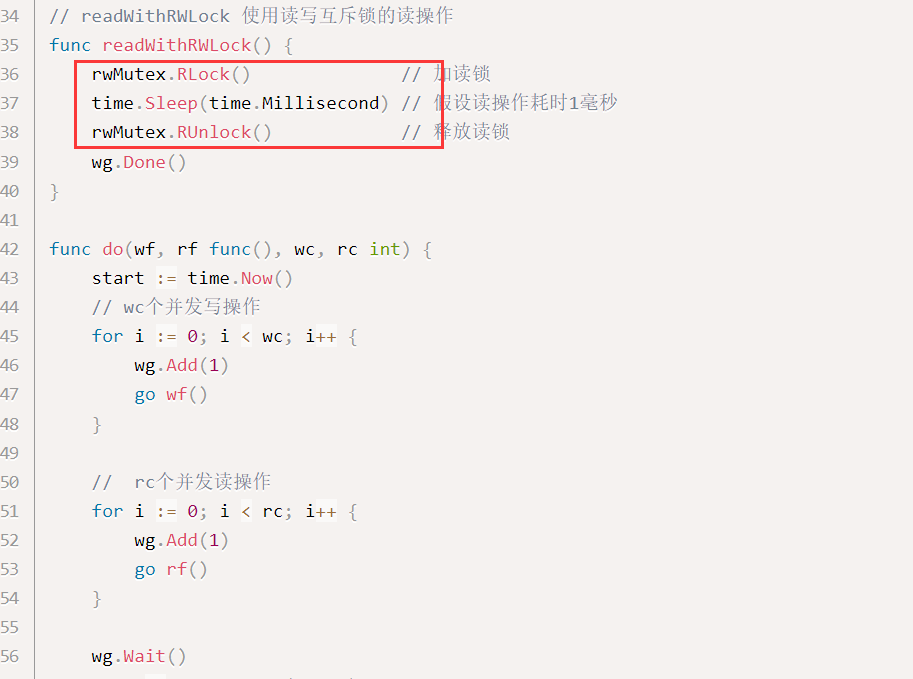 34 // readWithRWLock 使用读写互斥锁的读操作
35 func readWithRWLock() {
36     rwMutex.RLock()              // 加读锁
37     time.Sleep(time.Millisecond) // 假设读操作耗时1毫秒
38     rwMutex.RUnlock()            // 释放读锁
39     wg.Done()
40 }
41
42 func do(wf, rf func(), wc, rc int) {
43     start := time.Now()
44     // wc个并发写操作
45     for i := 0; i < wc; i++ {
46         wg.Add(1)
47         go wf()
48     }
49
50     //  rc个并发读操作
51     for i := 0; i < rc; i++ {
52         wg.Add(1)
53         go rf()
54     }
55
56     wg.Wait()